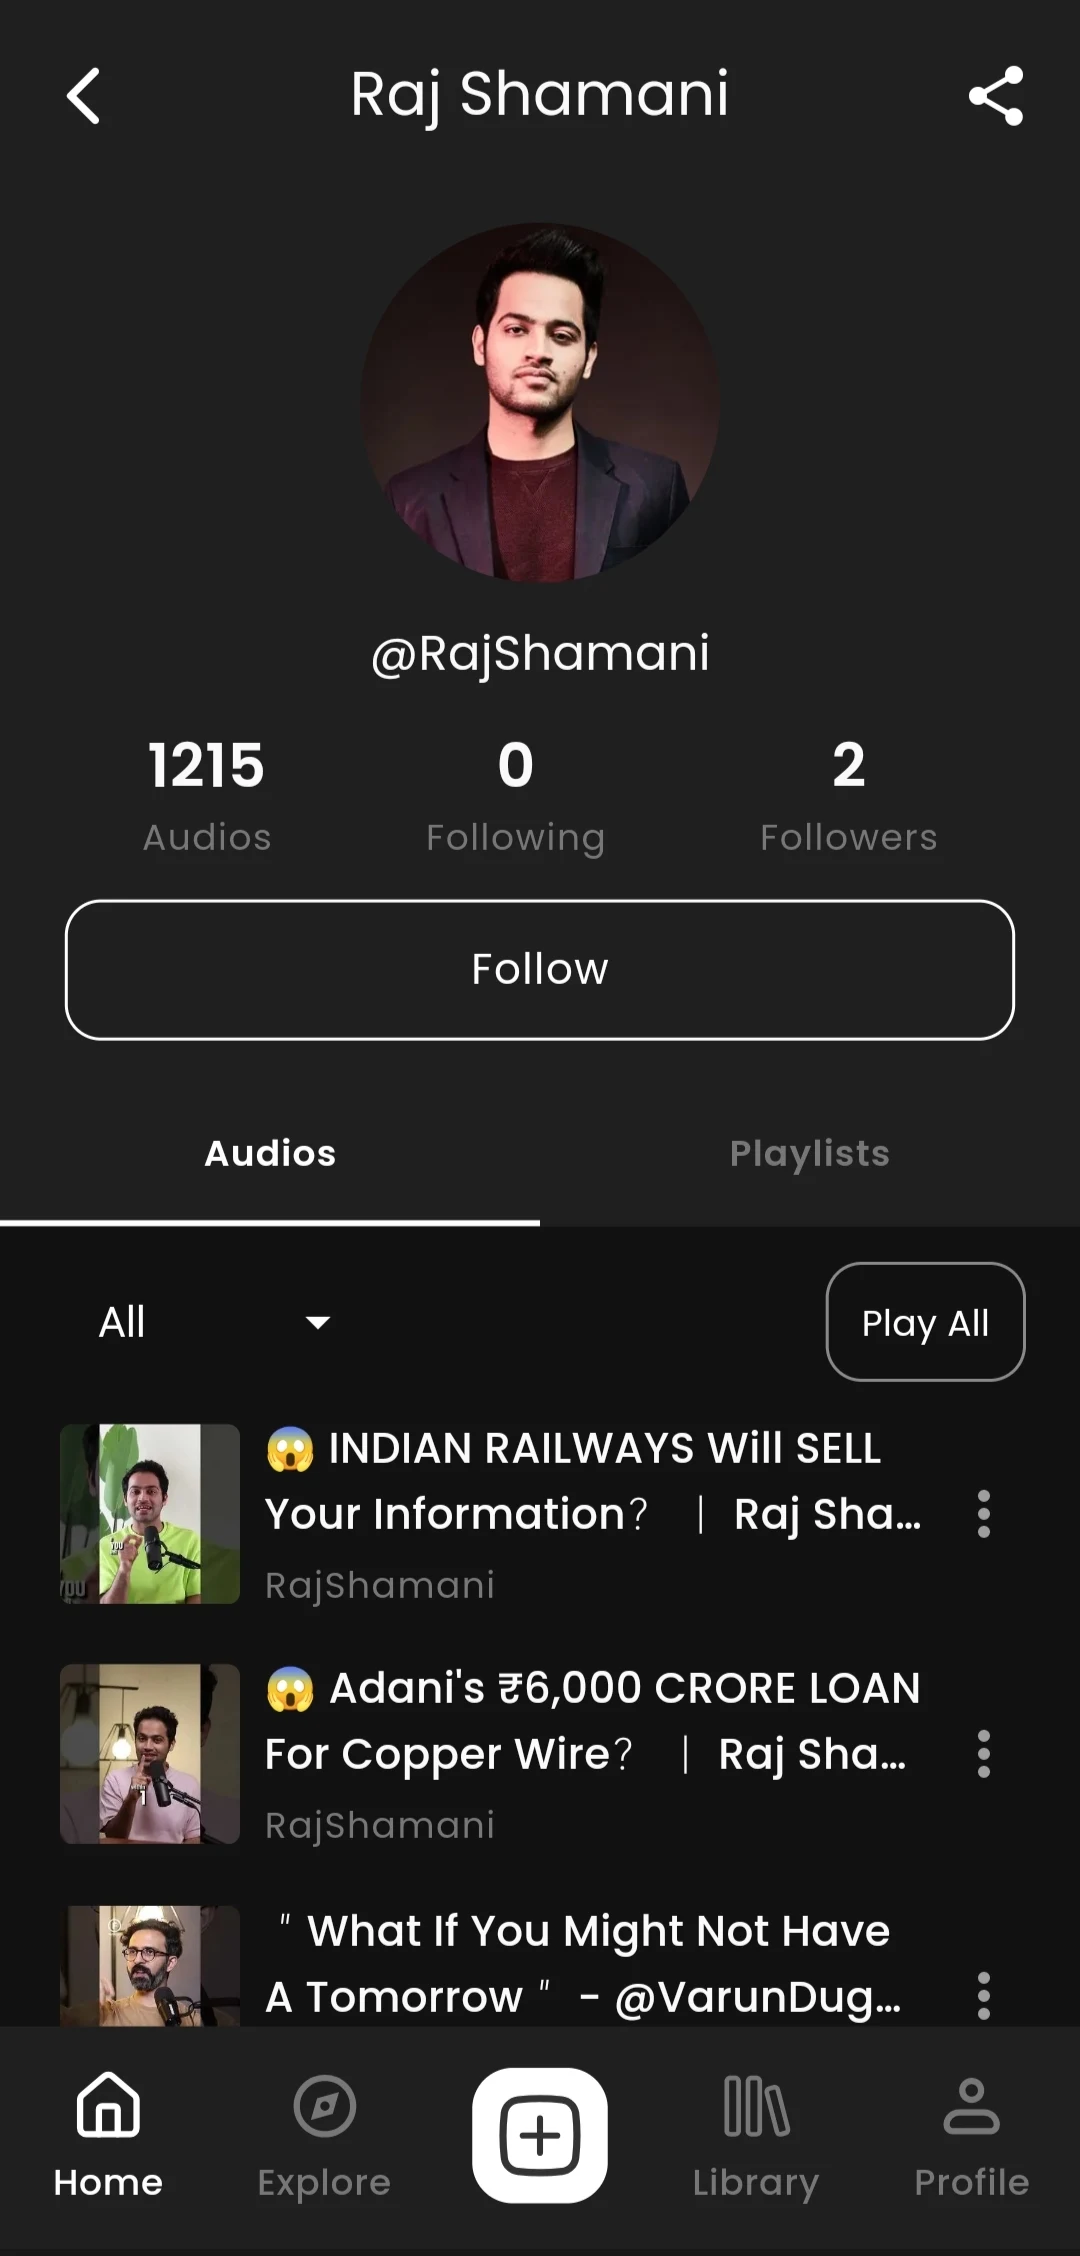 Raj Shamani
@RajShamani
1215 0 2
Audios Following Followers
Follow
Audios Playlists
All Play All
😱 INDIAN RAILWAYS Will SELL
Your Information？ ｜ Raj Sha...
RajShamani
YOU
YOU
😱 Adani's ₹6,000 CRORE LOAN
For Copper Wire？ ｜ Raj Sha...
RajShamani
＂What If You Might Not Have
A Tomorrow＂ - @VarunDug...
Home Explore Library Profile